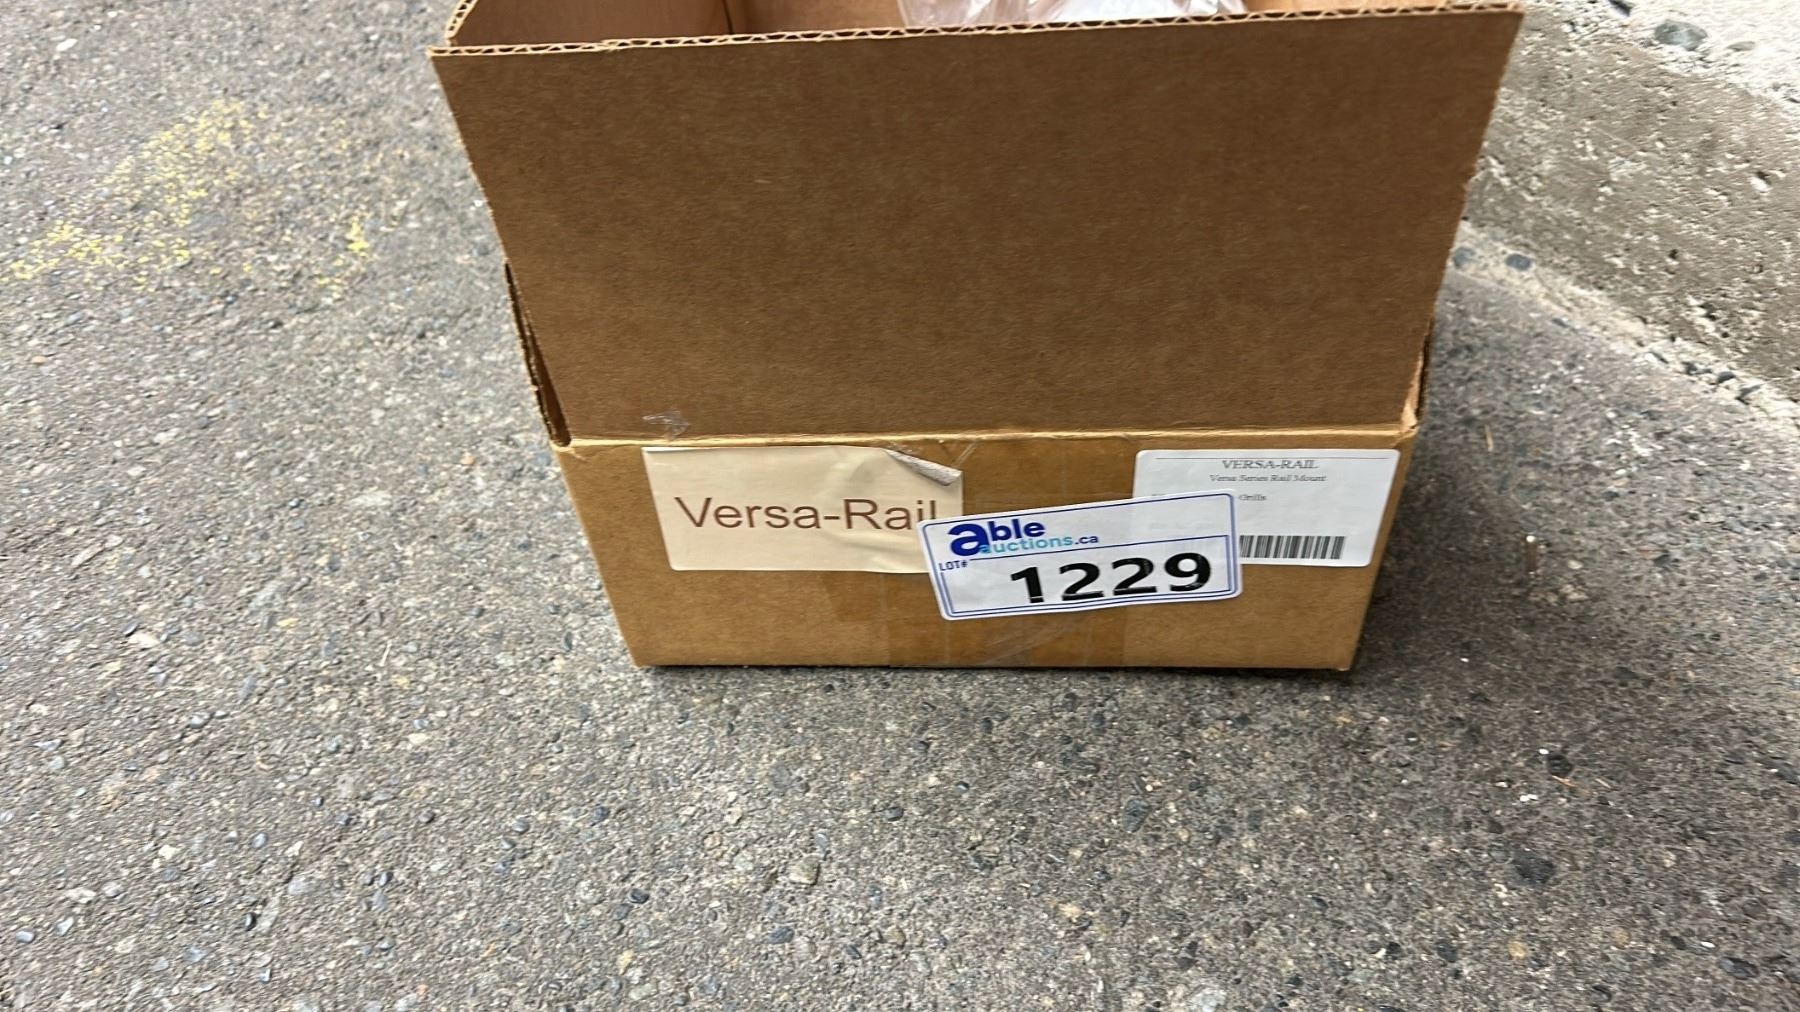 Versa-Rail
VERSA-RAIL
Versa Series Rail Mount
Grills
able
auctions.ca
LOT#
1229